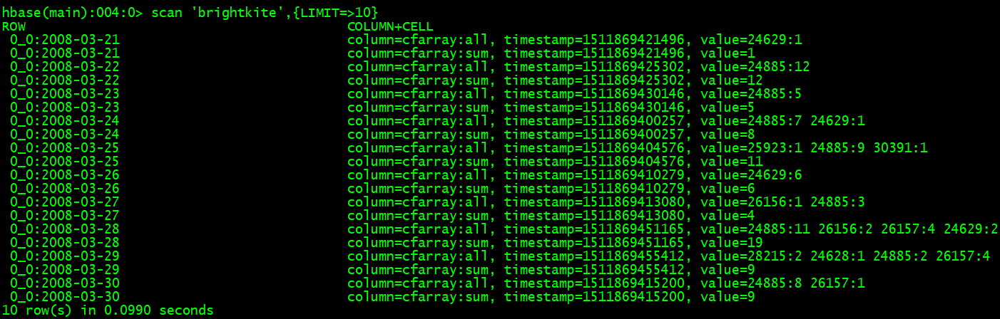 hbase(main):004:0> scan 'brightkite',{LIMIT=>10}
ROW COLUMN+CELL
0_0:2008-03-21 column=cfarray:all, timestamp=1511869421496, value=24629:1
0_0:2008-03-21 column=cfarray:sum, timestamp=1511869421496, value=1
0_0:2008-03-22 column=cfarray:all, timestamp=1511869425302, value=24885:12
0_0:2008-03-22 column=cfarray:sum, timestamp=1511869425302, value=12
0_0:2008-03-23 column=cfarray:all, timestamp=1511869430146, value=24885:5
0_0:2008-03-23 column=cfarray:sum, timestamp=1511869430146, value=5
0_0:2008-03-24 column=cfarray:all, timestamp=1511869400257, value=24885:7 24629:1
0_0:2008-03-24 column=cfarray:sum, timestamp=1511869400257, value=8
0_0:2008-03-25 column=cfarray:all, timestamp=1511869404576, value=25923:1 24885:9 30391:1
0_0:2008-03-25 column=cfarray:sum, timestamp=1511869404576, value=11
0_0:2008-03-26 column=cfarray:all, timestamp=1511869410279, value=24629:6
0_0:2008-03-26 column=cfarray:sum, timestamp=1511869410279, value=6
0_0:2008-03-27 column=cfarray:all, timestamp=1511869413080, value=26156:1 24885:3
0_0:2008-03-27 column=cfarray:sum, timestamp=1511869413080, value=4
0_0:2008-03-28 column=cfarray:all, timestamp=1511869451165, value=24885:11 26156:2 26157:4 24629:2
0_0:2008-03-28 column=cfarray:sum, timestamp=1511869451165, value=19
0_0:2008-03-29 column=cfarray:all, timestamp=1511869455412, value=28215:2 24628:1 24885:2 26157:4
0_0:2008-03-29 column=cfarray:sum, timestamp=1511869455412, value=9
0_0:2008-03-30 column=cfarray:all, timestamp=1511869415200, value=24885:8 26157:1
0_0:2008-03-30 column=cfarray:sum, timestamp=1511869415200, value=9
10 row(s) in 0.0990 seconds